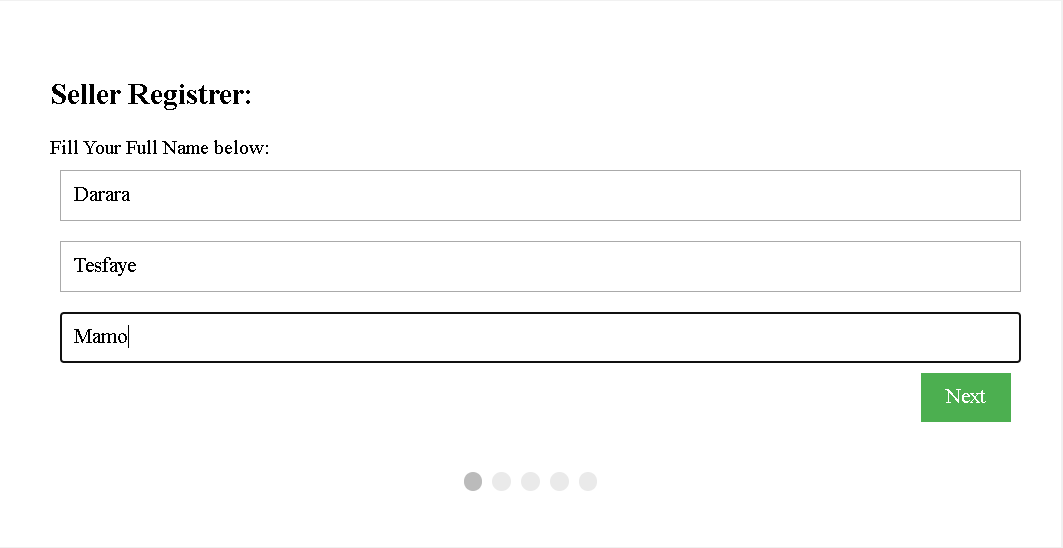 Seller Registrer:
Fill Your Full Name below:
Darara
Tesfaye
Mamo
Next